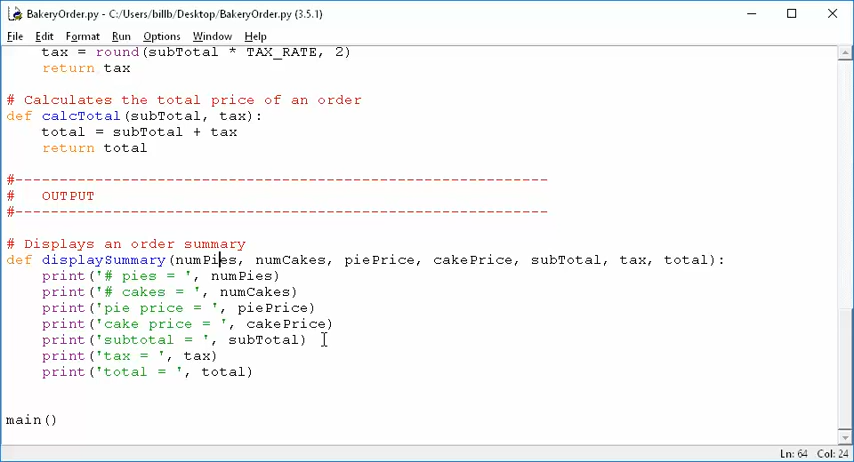 BakeryOrder.py - C:/Users/billb/Desktop/BakeryOrder.py (3.5.1)
File Edit Format Run Options Window Help
    tax = round(subTotal * TAX_RATE, 2)
    return tax

# Calculates the total price of an order
def calcTotal(subTotal, tax):
    total = subTotal + tax
    return total

#------------------------------------------------------------
#   OUTPUT
#------------------------------------------------------------

# Displays an order summary
def displaySummary(numPies, numCakes, piePrice, cakePrice, subTotal, tax, total):
    print('# pies = ', numPies)
    print('# cakes = ', numCakes)
    print('pie price = ', piePrice)
    print('cake price = ', cakePrice)
    print('subtotal = ', subTotal)
    print('tax = ', tax)
    print('total = ', total)

main()
Ln: 64 Col: 24